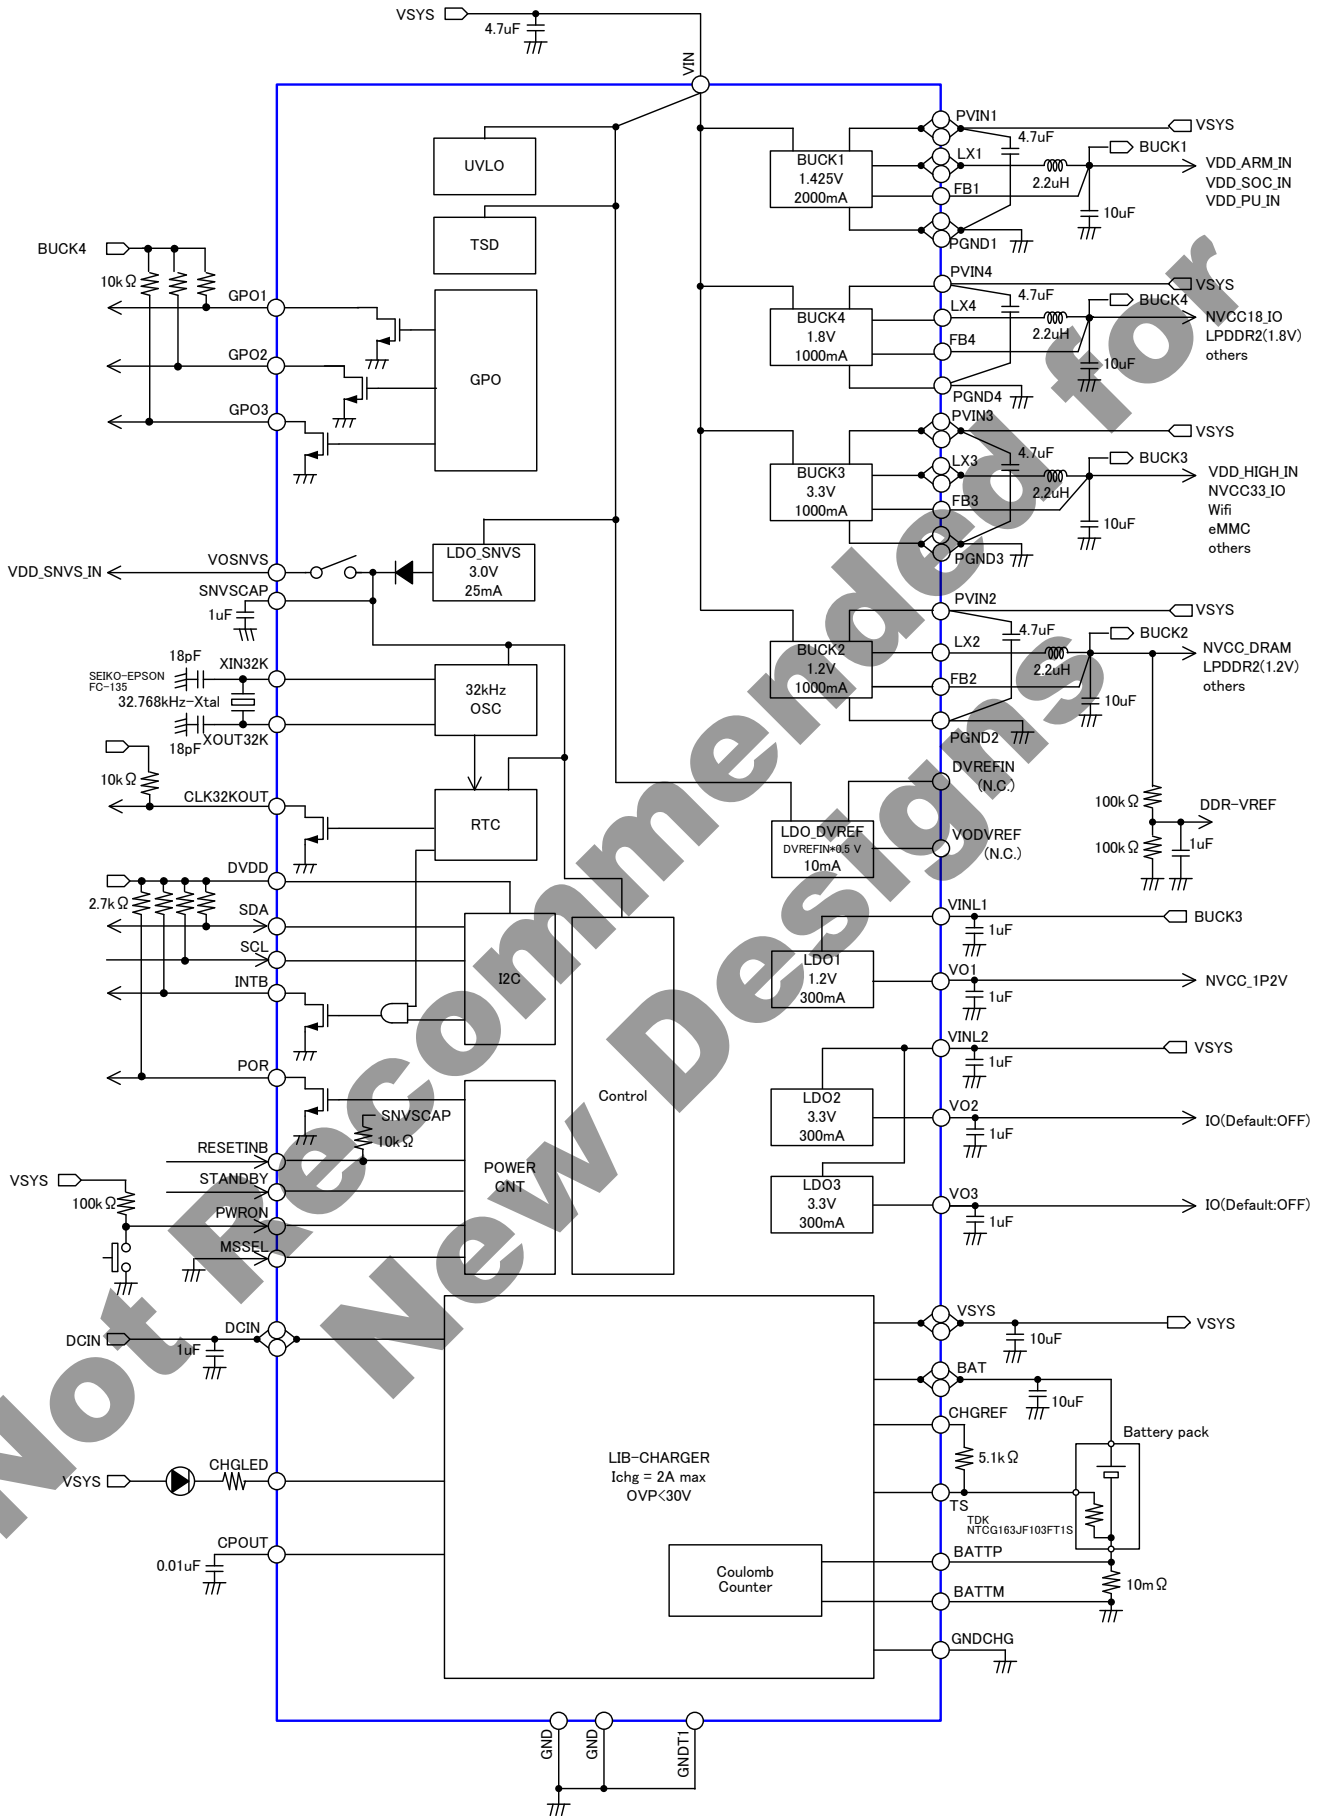 VSYS
4.7uF
VIN
UVLO
TSD
BUCK4
10kΩ
GPO1
GPO2
GPO3
GPO
BUCK1
1.425V
2000mA
PVIN1
LX1
FB1
PGND1
4.7uF
2.2uH
10uF
VSYS
BUCK1
VDD_ARM_IN
VDD_SOC_IN
VDD_PU_IN
BUCK4
1.8V
1000mA
PVIN4
LX4
FB4
PGND4
4.7uF
2.2uH
10uF
VSYS
BUCK4
NVCC18_IO
LPDDR2(1.8V)
others
BUCK3
3.3V
1000mA
PVIN3
LX3
FB3
PGND3
4.7uF
2.2uH
10uF
VSYS
BUCK3
VDD_HIGH_IN
NVCC33_IO
Wifi
eMMC
others
VDD_SNVS_IN
VOSNVS
SNVSCAP
1uF
LDO_SNVS
3.0V
25mA
BUCK2
1.2V
1000mA
PVIN2
LX2
FB2
PGND2
4.7uF
2.2uH
10uF
VSYS
BUCK2
NVCC_DRAM
LPDDR2(1.2V)
others
18pF
XIN32K
SEIKO-EPSON
FC-135
32.768kHz-Xtal
18pF
XOUT32K
32kHz
OSC
10kΩ
CLK32KOUT
RTC
DVREFIN
(N.C.)
LDO_DVREF
DVREFIN*0.5 V
10mA
VODVREF
(N.C.)
100kΩ
DDR-VREF
100kΩ
1uF
DVDD
2.7kΩ
SDA
SCL
INTB
I2C
POR
VINL1
1uF
BUCK3
LDO1
1.2V
300mA
VO1
1uF
NVCC_1P2V
VINL2
1uF
VSYS
LDO2
3.3V
300mA
VO2
1uF
IO(Default:OFF)
LDO3
3.3V
300mA
VO3
1uF
IO(Default:OFF)
Control
SNVSCAP
10kΩ
RESETINB
STANDBY
PWRON
MSSEL
VSYS
100kΩ
POWER
CNT
DCIN
1uF
DCIN
VSYS
10uF
VSYS
BAT
10uF
CHGREF
5.1kΩ
Battery pack
TS
TDK
NTCG163JF103FT1S
VSYS
CHGLED
LIB-CHARGER
Ichg = 2A max
OVP<30V
CPOUT
0.01uF
Coulomb
Counter
BATTP
10mΩ
BATTM
GNDCHG
GND
GND
GNDT1
Not Recommended for
New Designs